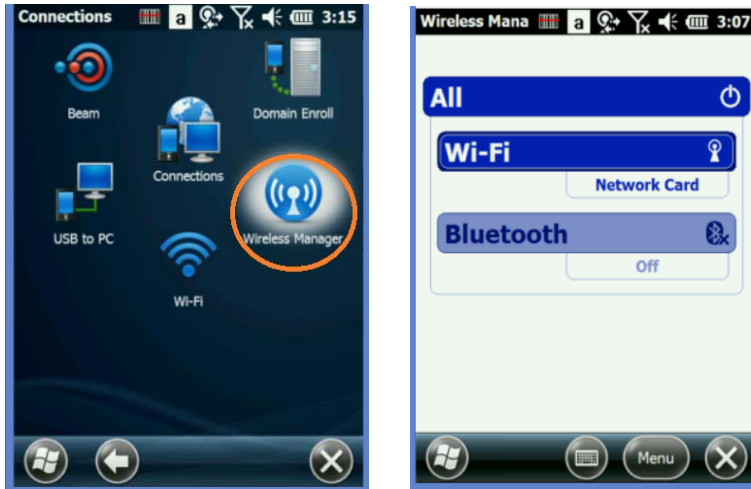 Connections a 3:15
Beam
Domain Enroll
Connections
USB to PC
Wireless Manager
Wi-Fi
Wireless Mana a 3:07
All
Wi-Fi
Network Card
Bluetooth
Off
Menu